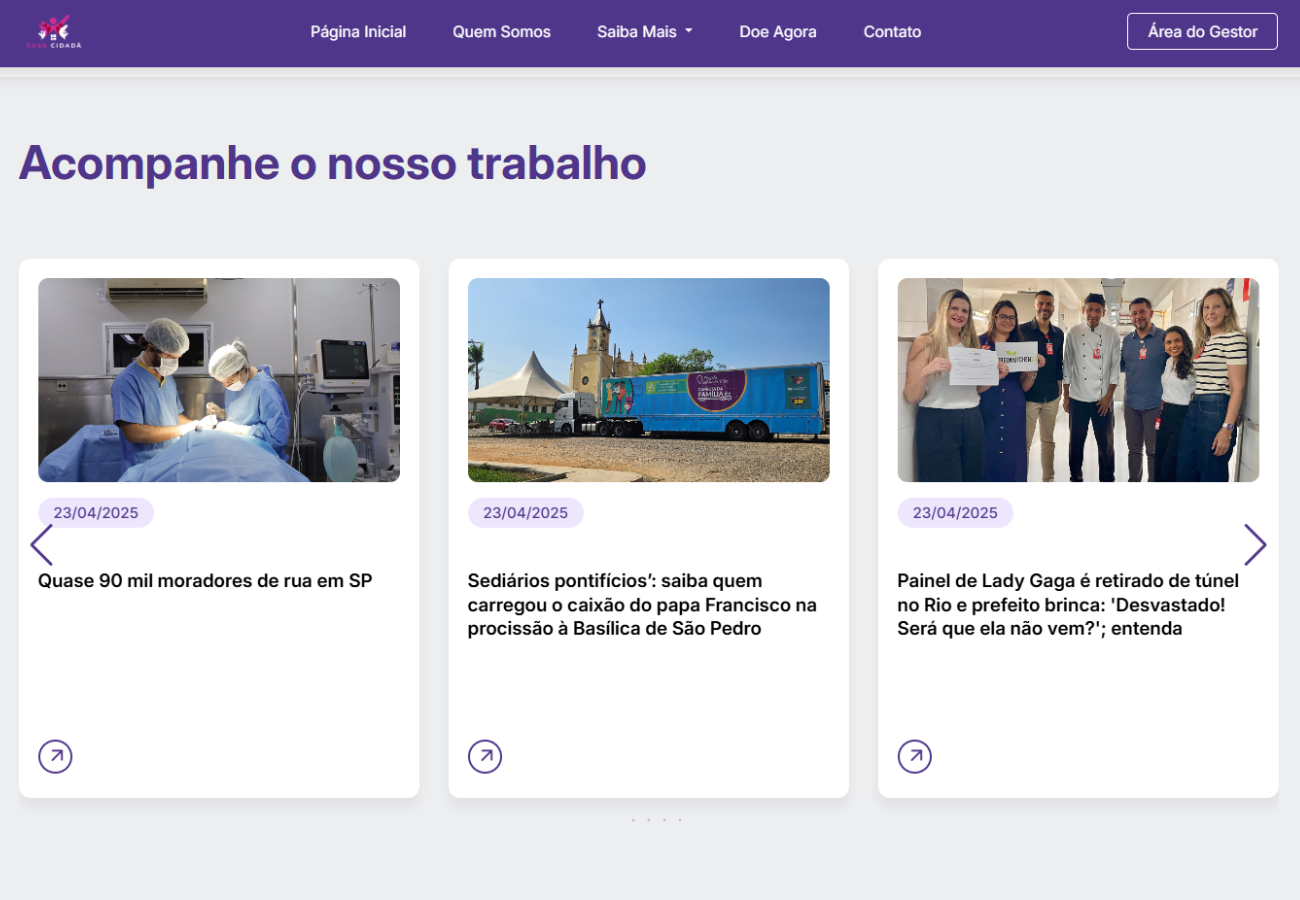 CASA CIDADÃ
Página Inicial
Quem Somos
Saiba Mais
Doe Agora
Contato
Área do Gestor
Acompanhe o nosso trabalho
FAMÍLIA
23/04/2025
23/04/2025
23/04/2025
Quase 90 mil moradores de rua em SP
Sediários pontifícios’: saiba quem
carregou o caixão do papa Francisco na
procissão à Basílica de São Pedro
Painel de Lady Gaga é retirado de túnel
no Rio e prefeito brinca: 'Desvastado!
Será que ela não vem?'; entenda